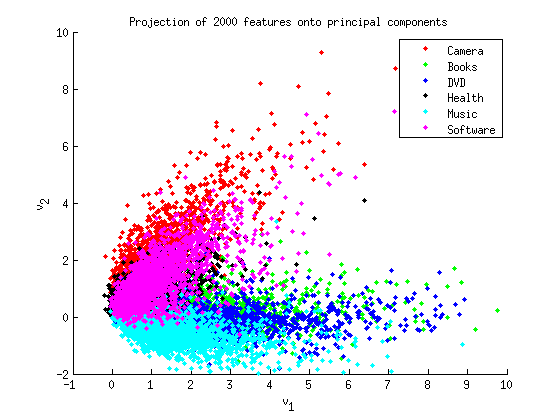 Projection of 2000 features onto principal components
10
8
6
4
2
0
-2
-1
0
1
2
3
4
5
6
7
8
9
10
v2
v1
Camera
Books
DVD
Health
Music
Software